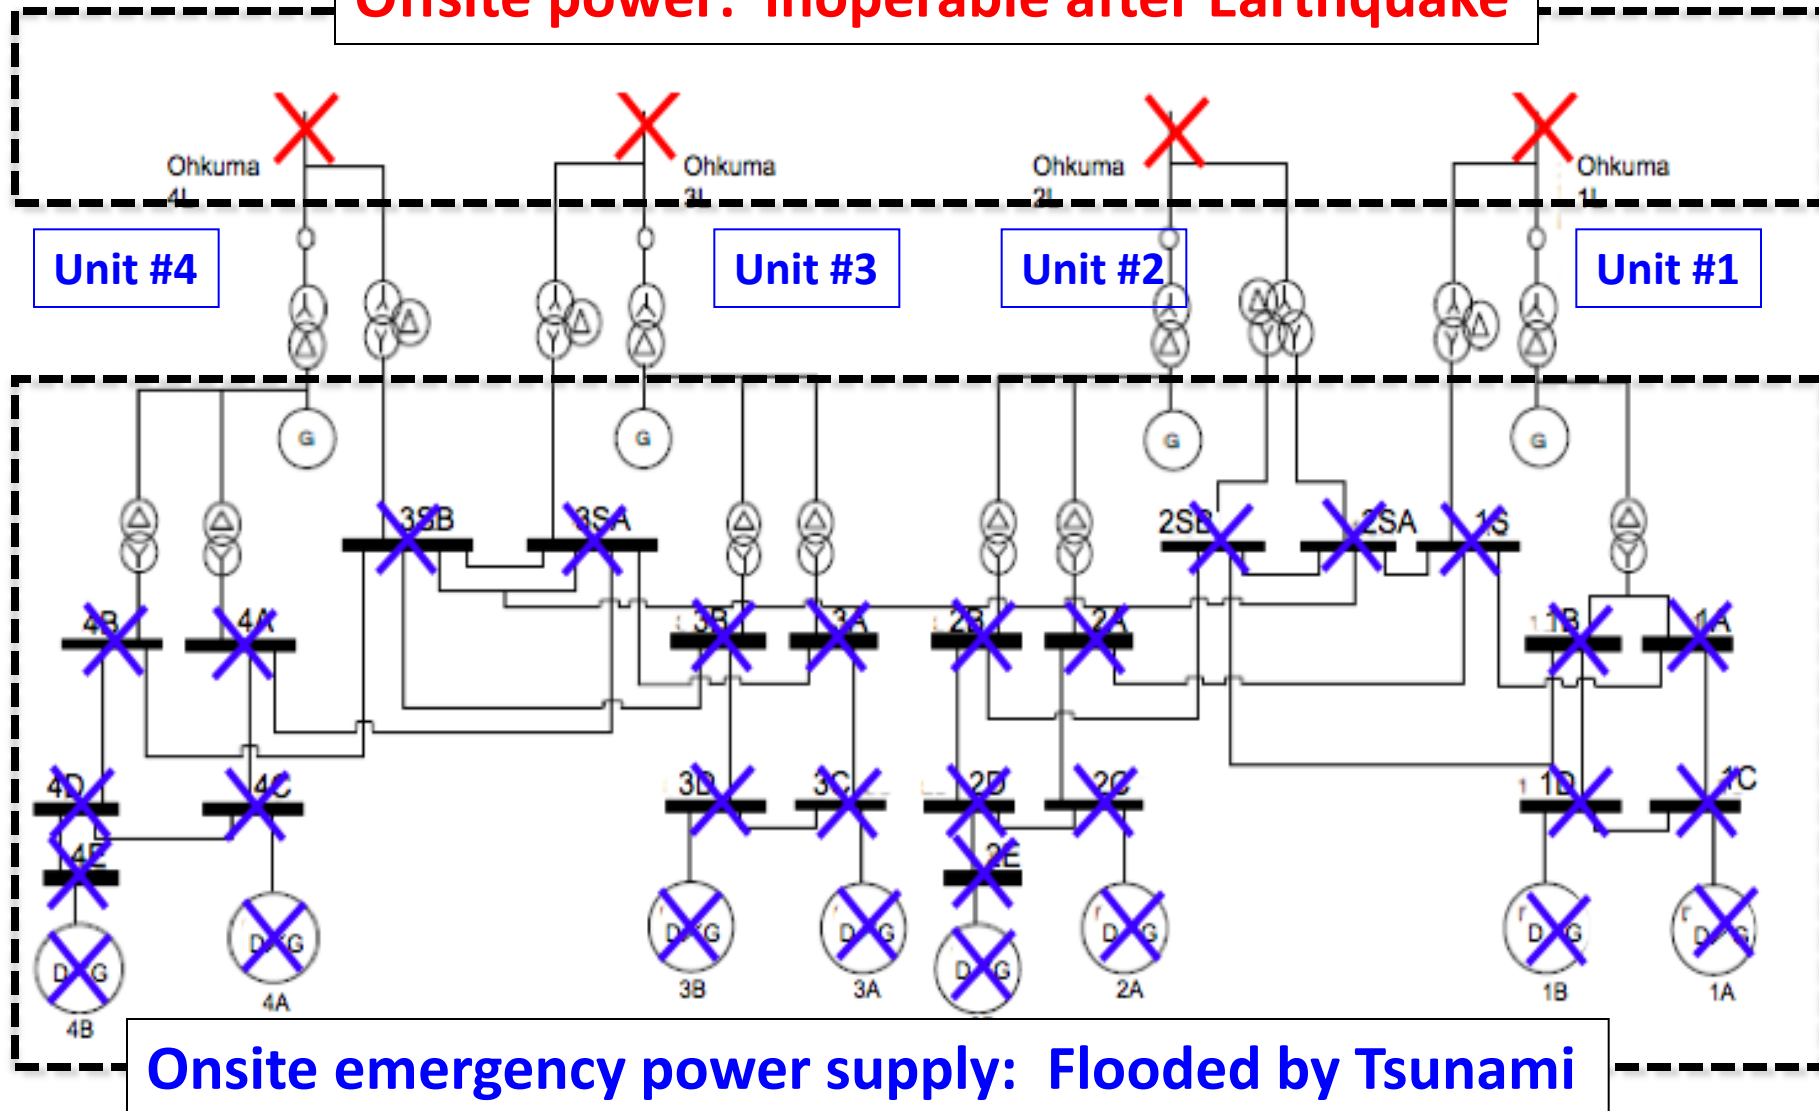 Offsite power: Inoperable after Earthquake
Ohkuma
4L
Ohkuma
3L
Ohkuma
2L
Ohkuma
1L
Unit #4
Unit #3
Unit #2
Unit #1
G
G
G
G
3SB
3SA
2SB
2SA
1S
4B
4A
3B
3A
2B
2A
1B
1A
4D
4C
3D
3C
2D
2C
1D
1C
4E
2E
D/G
4B
D/G
4A
D/G
3B
D/G
3A
D/G
D/G
2A
D/G
1B
D/G
1A
Onsite emergency power supply: Flooded by Tsunami